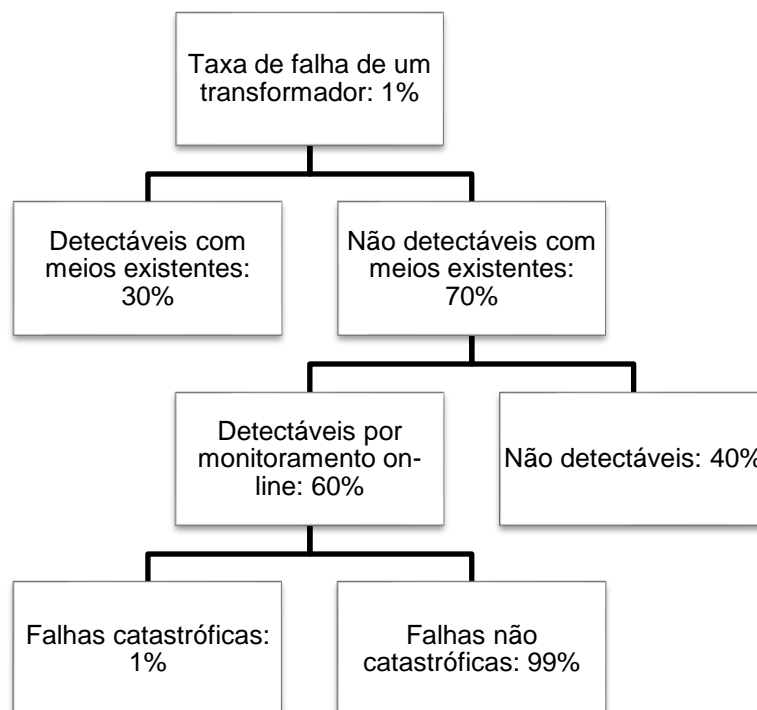 Taxa de falha de um
transformador: 1%
Detectáveis com
meios existentes:
30%
Não detectáveis com
meios existentes:
70%
Detectáveis por
monitoramento on-
line: 60%
Não detectáveis: 40%
Falhas catastróficas:
1%
Falhas não
catastróficas: 99%